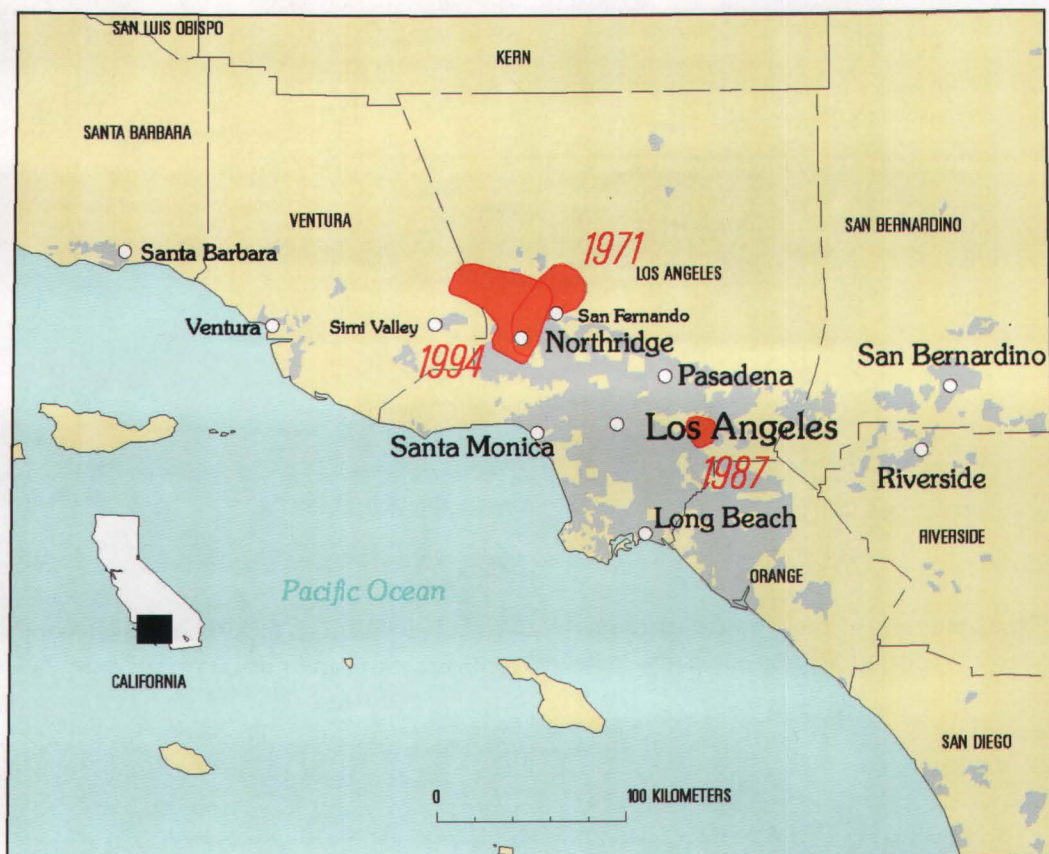 SAN LUIS OBISPO
KERN
SANTA BARBARA
VENTURA
SAN BERNARDINO
1971
LOS ANGELES
Santa Barbara
Ventura
Simi Valley
San Fernando
Northridge
1994
San Bernardino
Pasadena
Los Angeles
Santa Monica
1987
Riverside
Long Beach
RIVERSIDE
ORANGE
Pacific Ocean
CALIFORNIA
SAN DIEGO
0 100 KILOMETERS